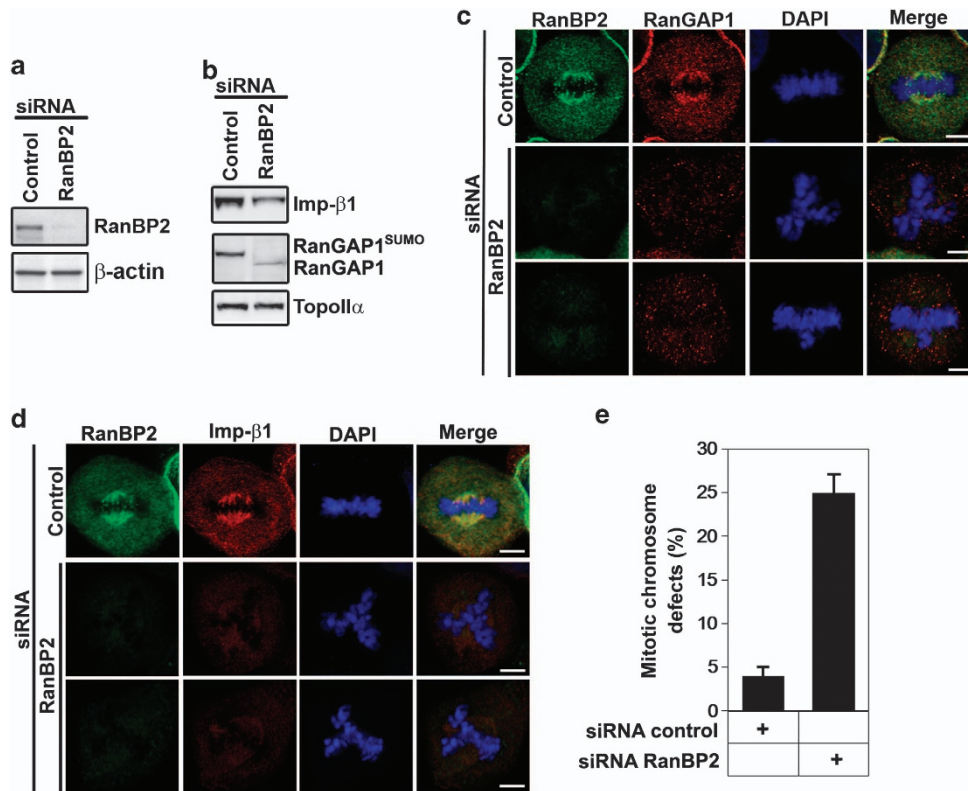 a
siRNA
Control
RanBP2
RanBP2
β-actin
b
siRNA
Control
RanBP2
Imp-β1
RanGAP1SUMO
RanGAP1
TopoIIα
c
RanBP2 RanGAP1 DAPI Merge
siRNA
Control
RanBP2
d
RanBP2 Imp-β1 DAPI Merge
siRNA
Control
RanBP2
e
Mitotic chromosome
defects (%)
30
25
20
15
10
5
0
siRNA control +
siRNA RanBP2 +